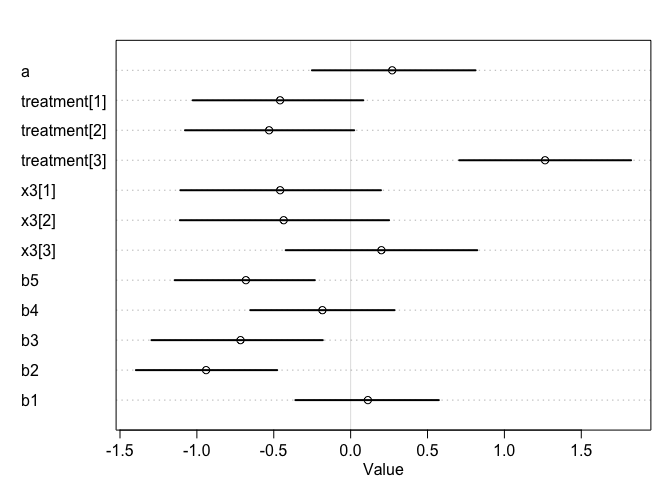 a
treatment[1]
treatment[2]
treatment[3]
x3[1]
x3[2]
x3[3]
b5
b4
b3
b2
b1
-1.5 -1.0 -0.5 0.0 0.5 1.0 1.5
Value